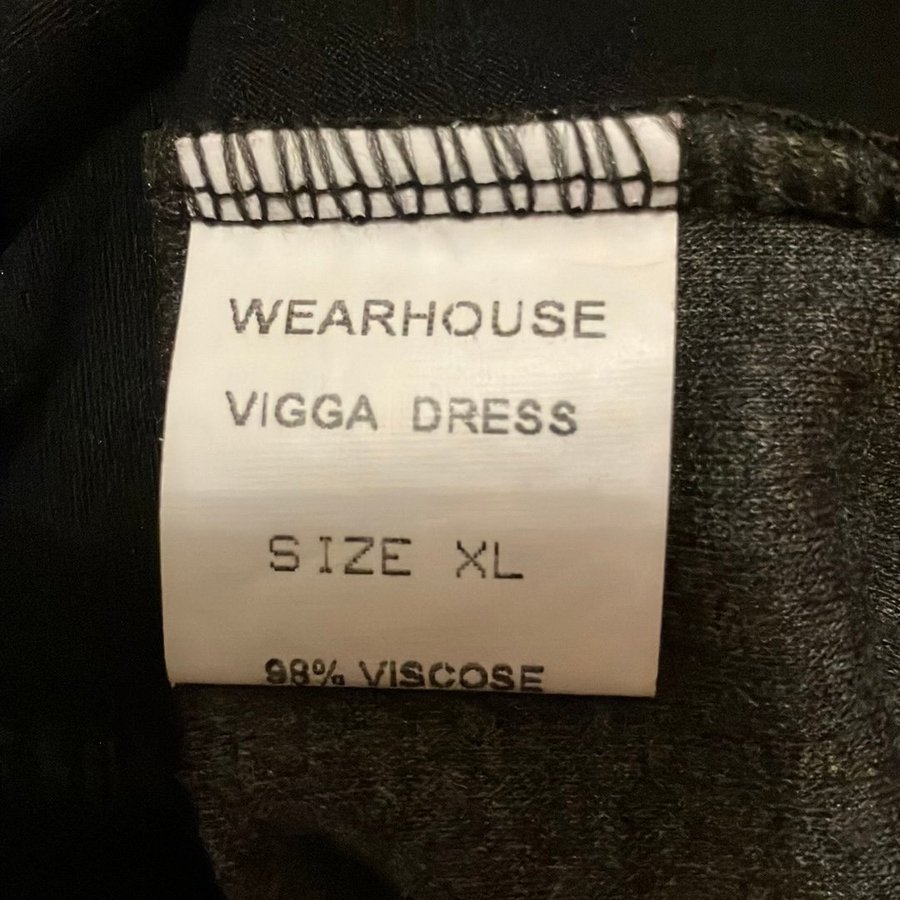 WEARHOUSE
VIGGA DRESS
SIZE XL
98% VISCOSE